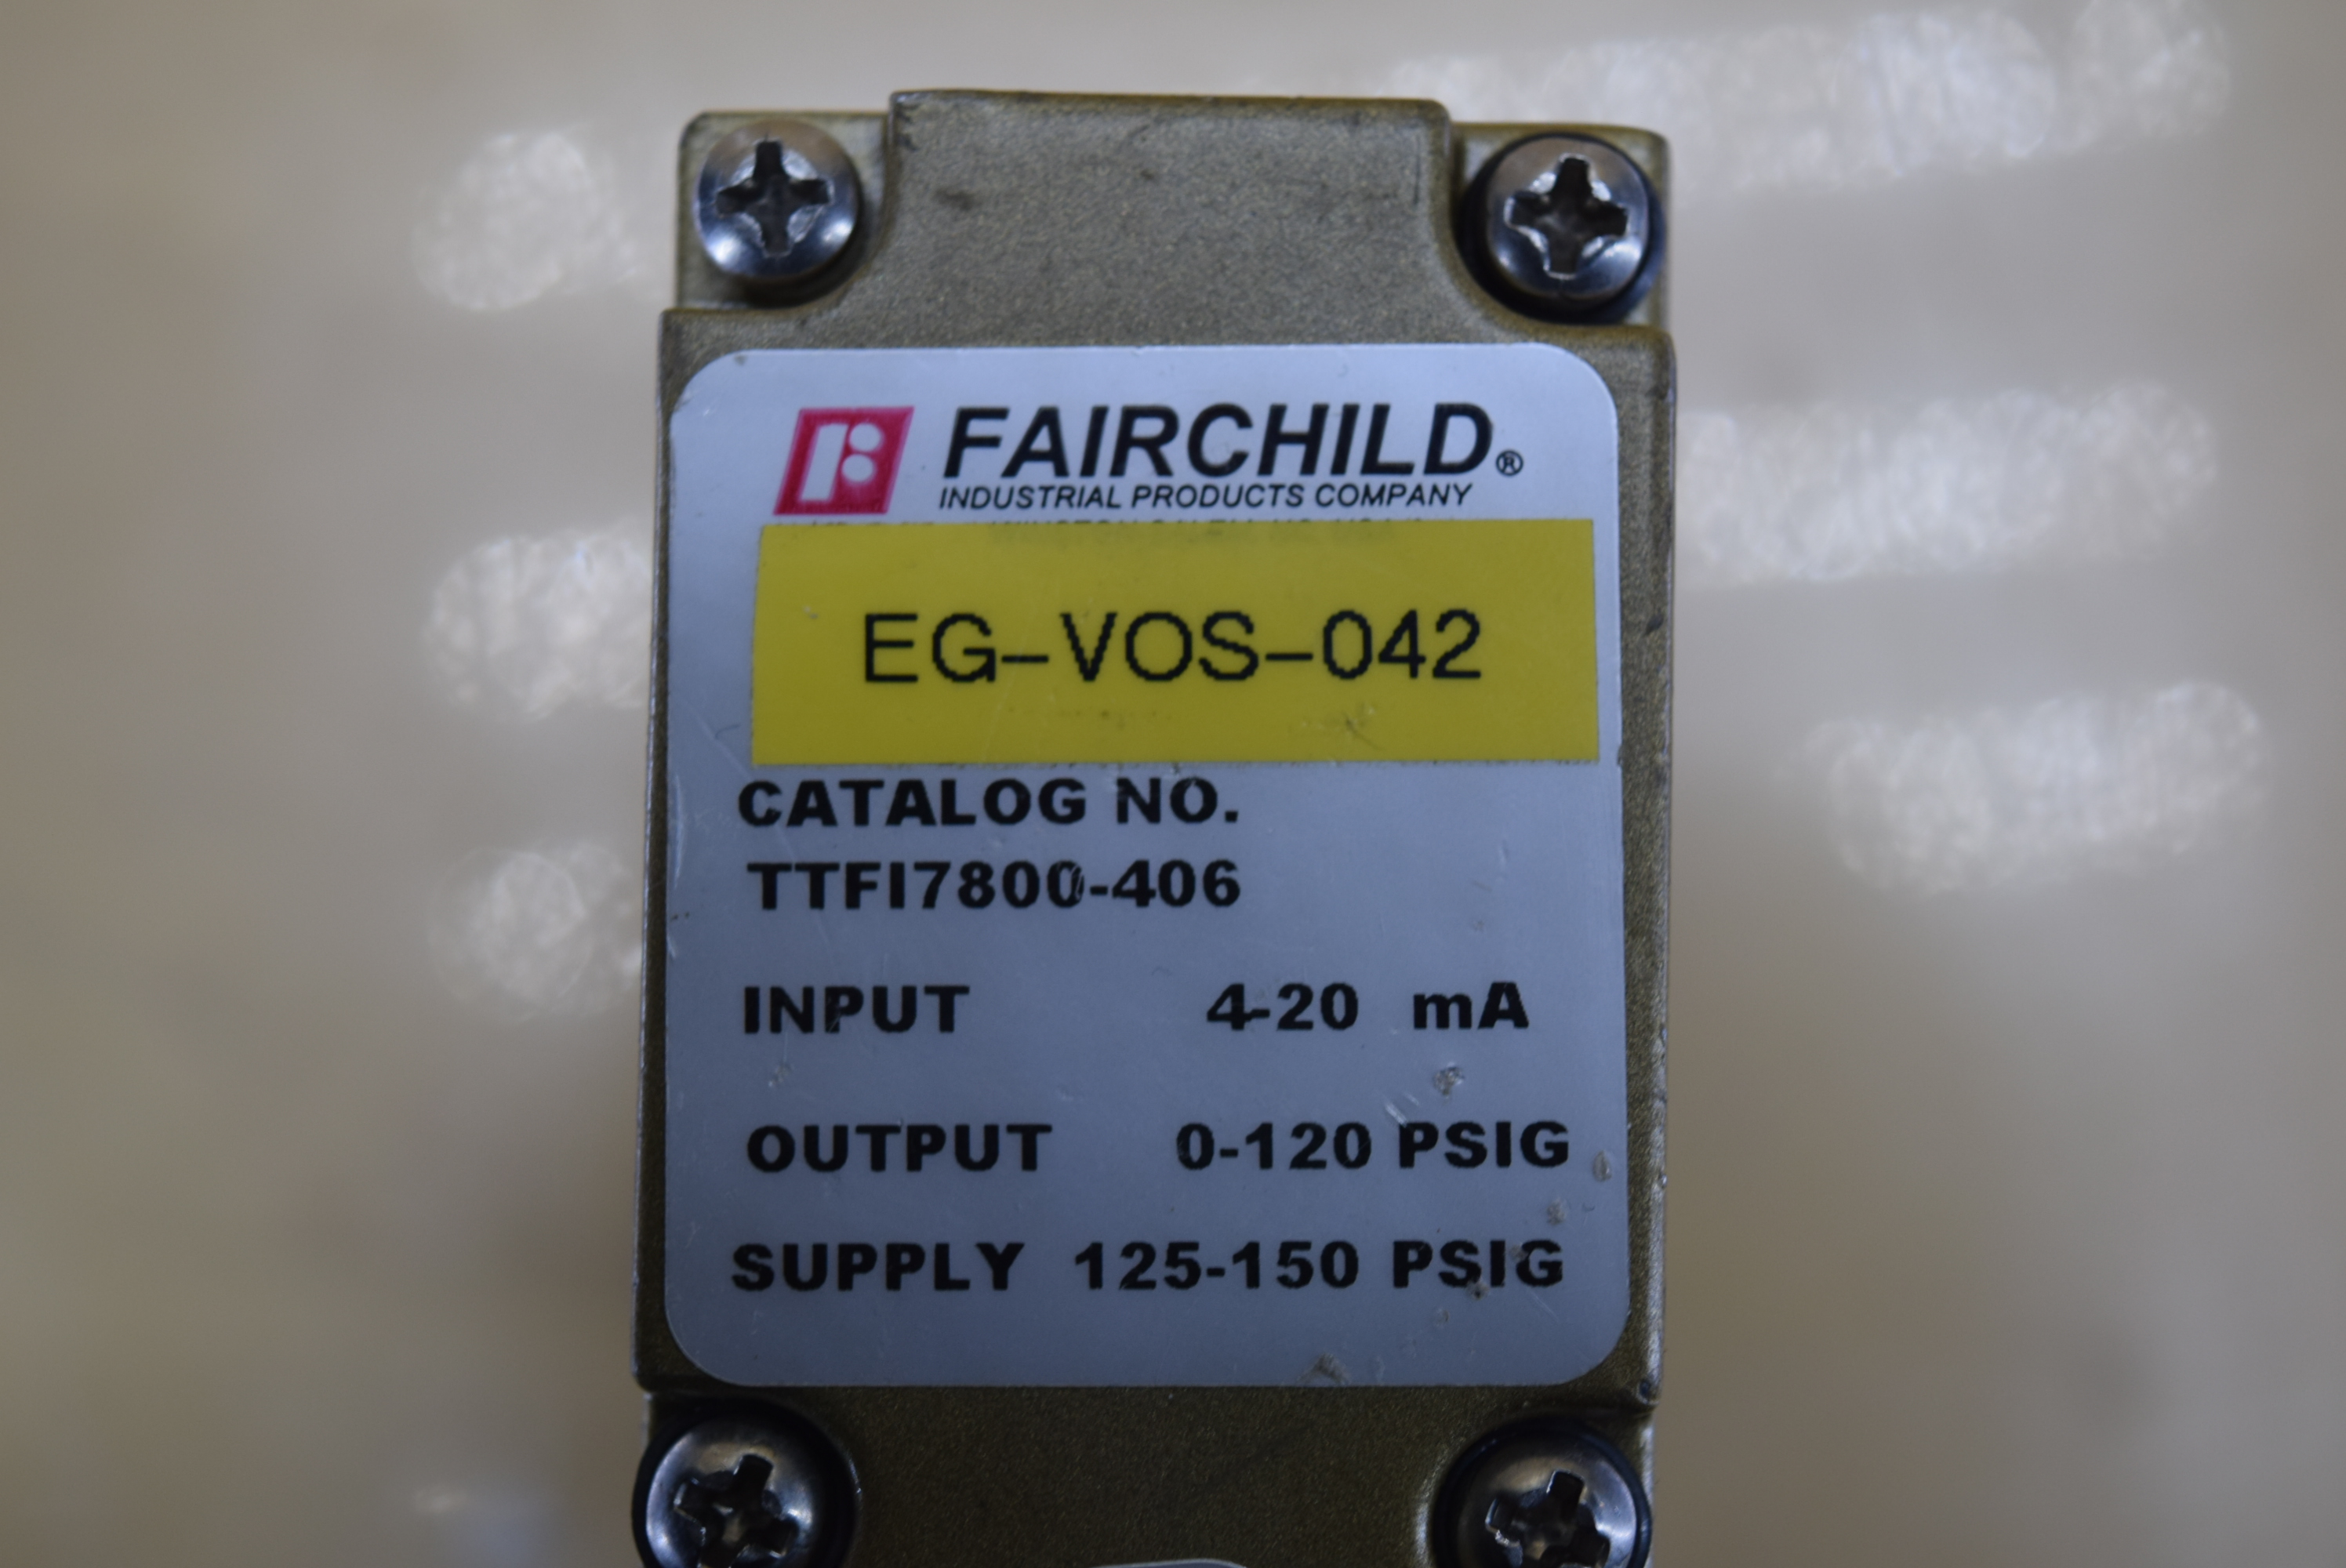 FAIRCHILD®
INDUSTRIAL PRODUCTS COMPANY
EG-VOS-042
CATALOG NO.
TTFI7800-406
INPUT 4-20 mA
OUTPUT 0-120 PSIG
SUPPLY 125-150 PSIG